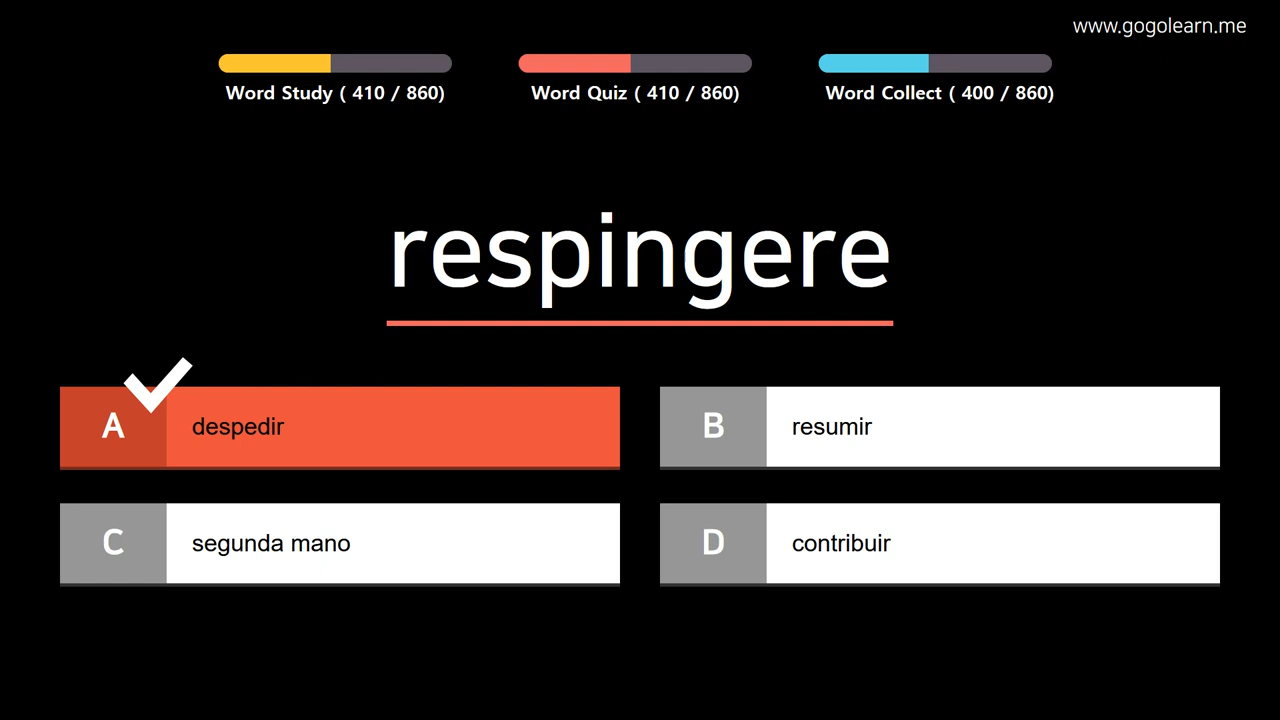 www.gogolearn.me
Word Study ( 410 / 860)
Word Quiz ( 410 / 860)
Word Collect ( 400 / 860)
respingere
A despedir
B resumir
C segunda mano
D contribuir